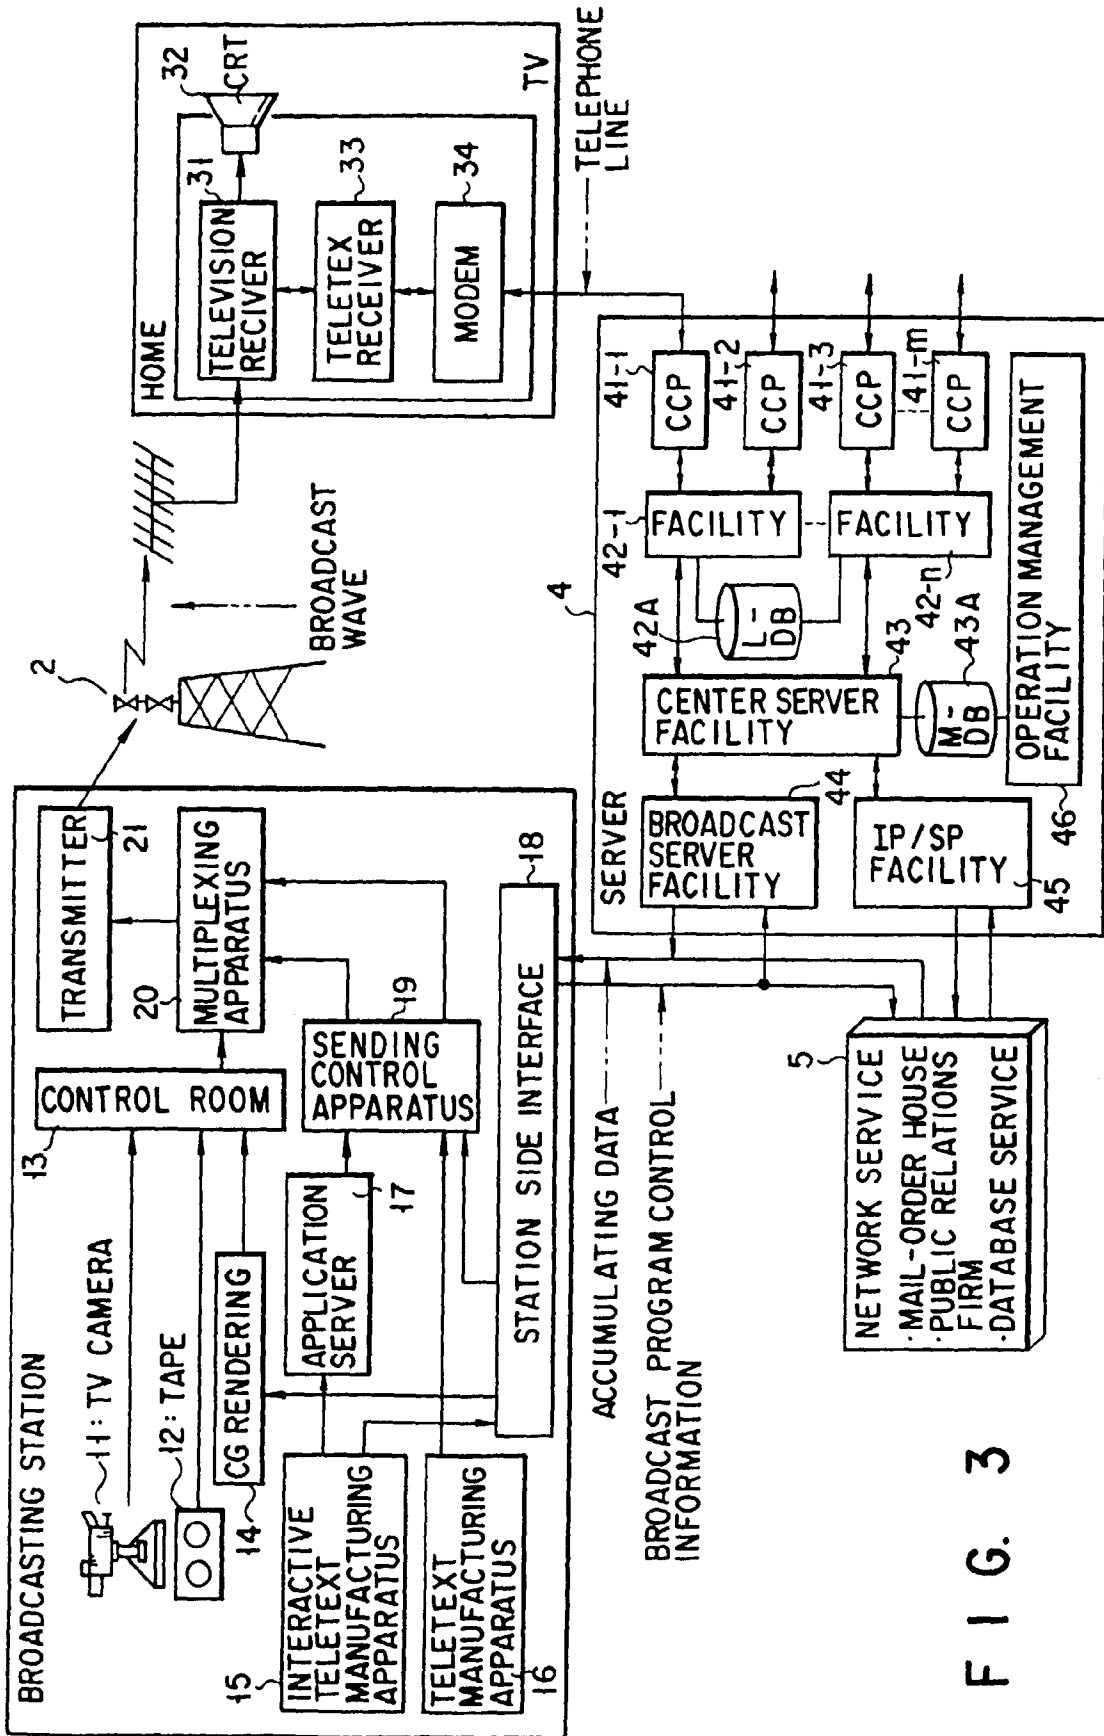 BROADCASTING STATION
11: TV CAMERA
12: TAPE
13
CONTROL ROOM
14
CG RENDERING
15
INTERACTIVE
TELETEXT
MANUFACTURING
APPARATUS
TELETEXT
MANUFACTURING
APPARATUS
16
APPLICATION
SERVER
17
SENDING
CONTROL
APPARATUS
19
STATION SIDE INTERFACE
18
20
MULTIPLEXING
APPARATUS
TRANSMITTER
21
2
BROADCAST
WAVE
HOME
TELEVISION
RECIVER
31
32
CRT
TELETEX
RECEIVER
33
MODEM
34
TV
TELEPHONE
LINE
ACCUMULATING DATA
BROADCAST PROGRAM CONTROL
INFORMATION
SERVER
4
BROADCAST
SERVER
FACILITY
44
IP/SP
FACILITY
45
CENTER SERVER
FACILITY
43
M-
DB
43A
42A
L-
DB
42-1
FACILITY
FACILITY
42-n
41-1
CCP
41-2
CCP
41-3
CCP
41-m
CCP
OPERATION MANAGEMENT
FACILITY
46
5
NETWORK SERVICE
·MAIL-ORDER HOUSE
·PUBLIC RELATIONS
FIRM
·DATABASE SERVICE
FIG. 3